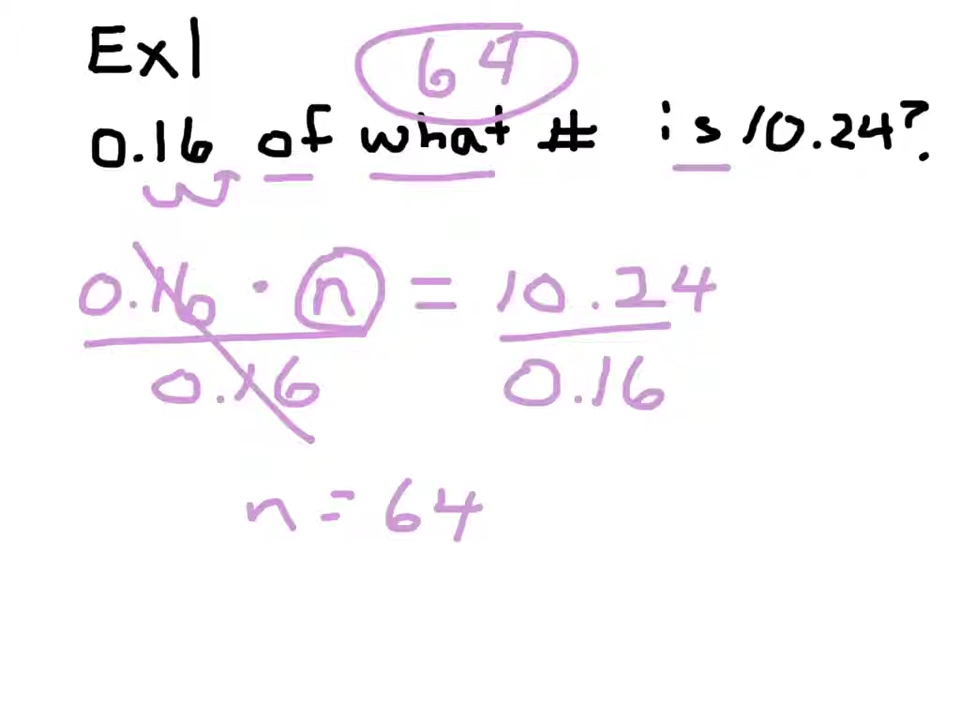 Ex1
64
0.16 of what # is 10.24?
0.16 · n = 10.24
0.16 0.16
n = 64